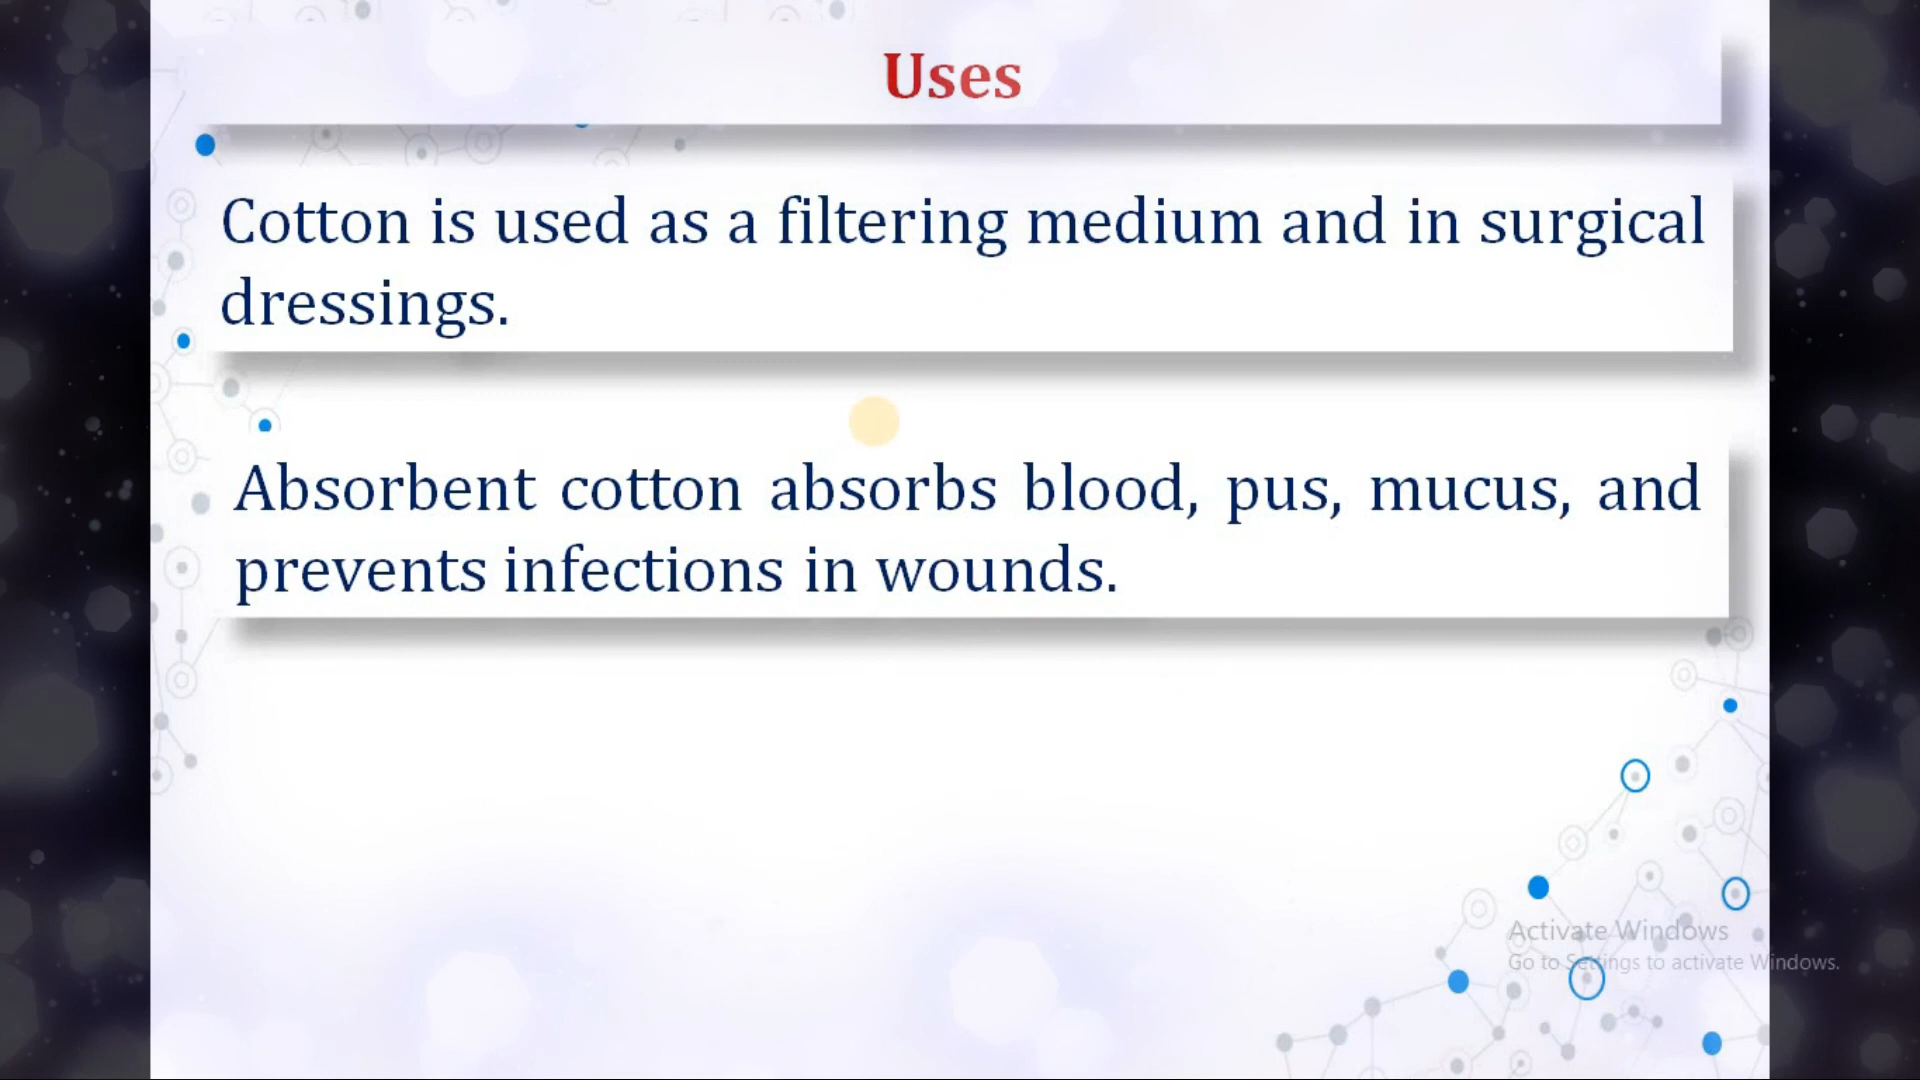 Uses
Cotton is used as a filtering medium and in surgical
dressings.
Absorbent cotton absorbs blood, pus, mucus, and
prevents infections in wounds.
Activate Windows
Go to Settings to activate Windows.